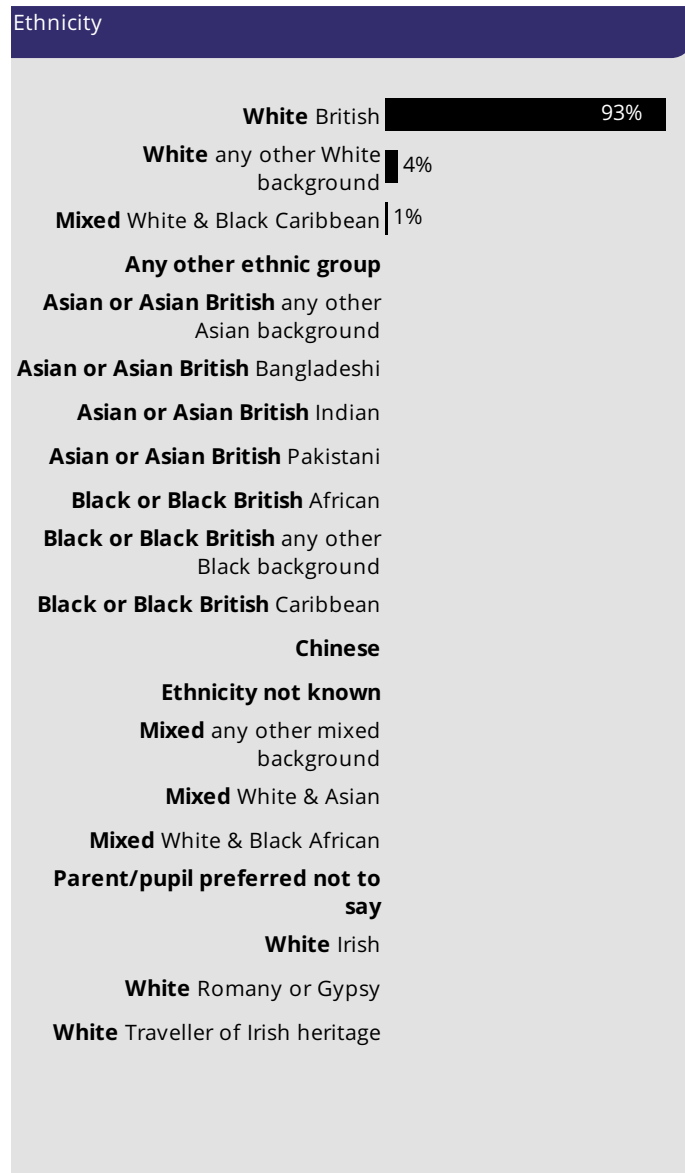 Ethnicity
White British 93%
White any other White
background 4%
Mixed White & Black Caribbean 1%
Any other ethnic group
Asian or Asian British any other
Asian background
Asian or Asian British Bangladeshi
Asian or Asian British Indian
Asian or Asian British Pakistani
Black or Black British African
Black or Black British any other
Black background
Black or Black British Caribbean
Chinese
Ethnicity not known
Mixed any other mixed
background
Mixed White & Asian
Mixed White & Black African
Parent/pupil preferred not to
say
White Irish
White Romany or Gypsy
White Traveller of Irish heritage